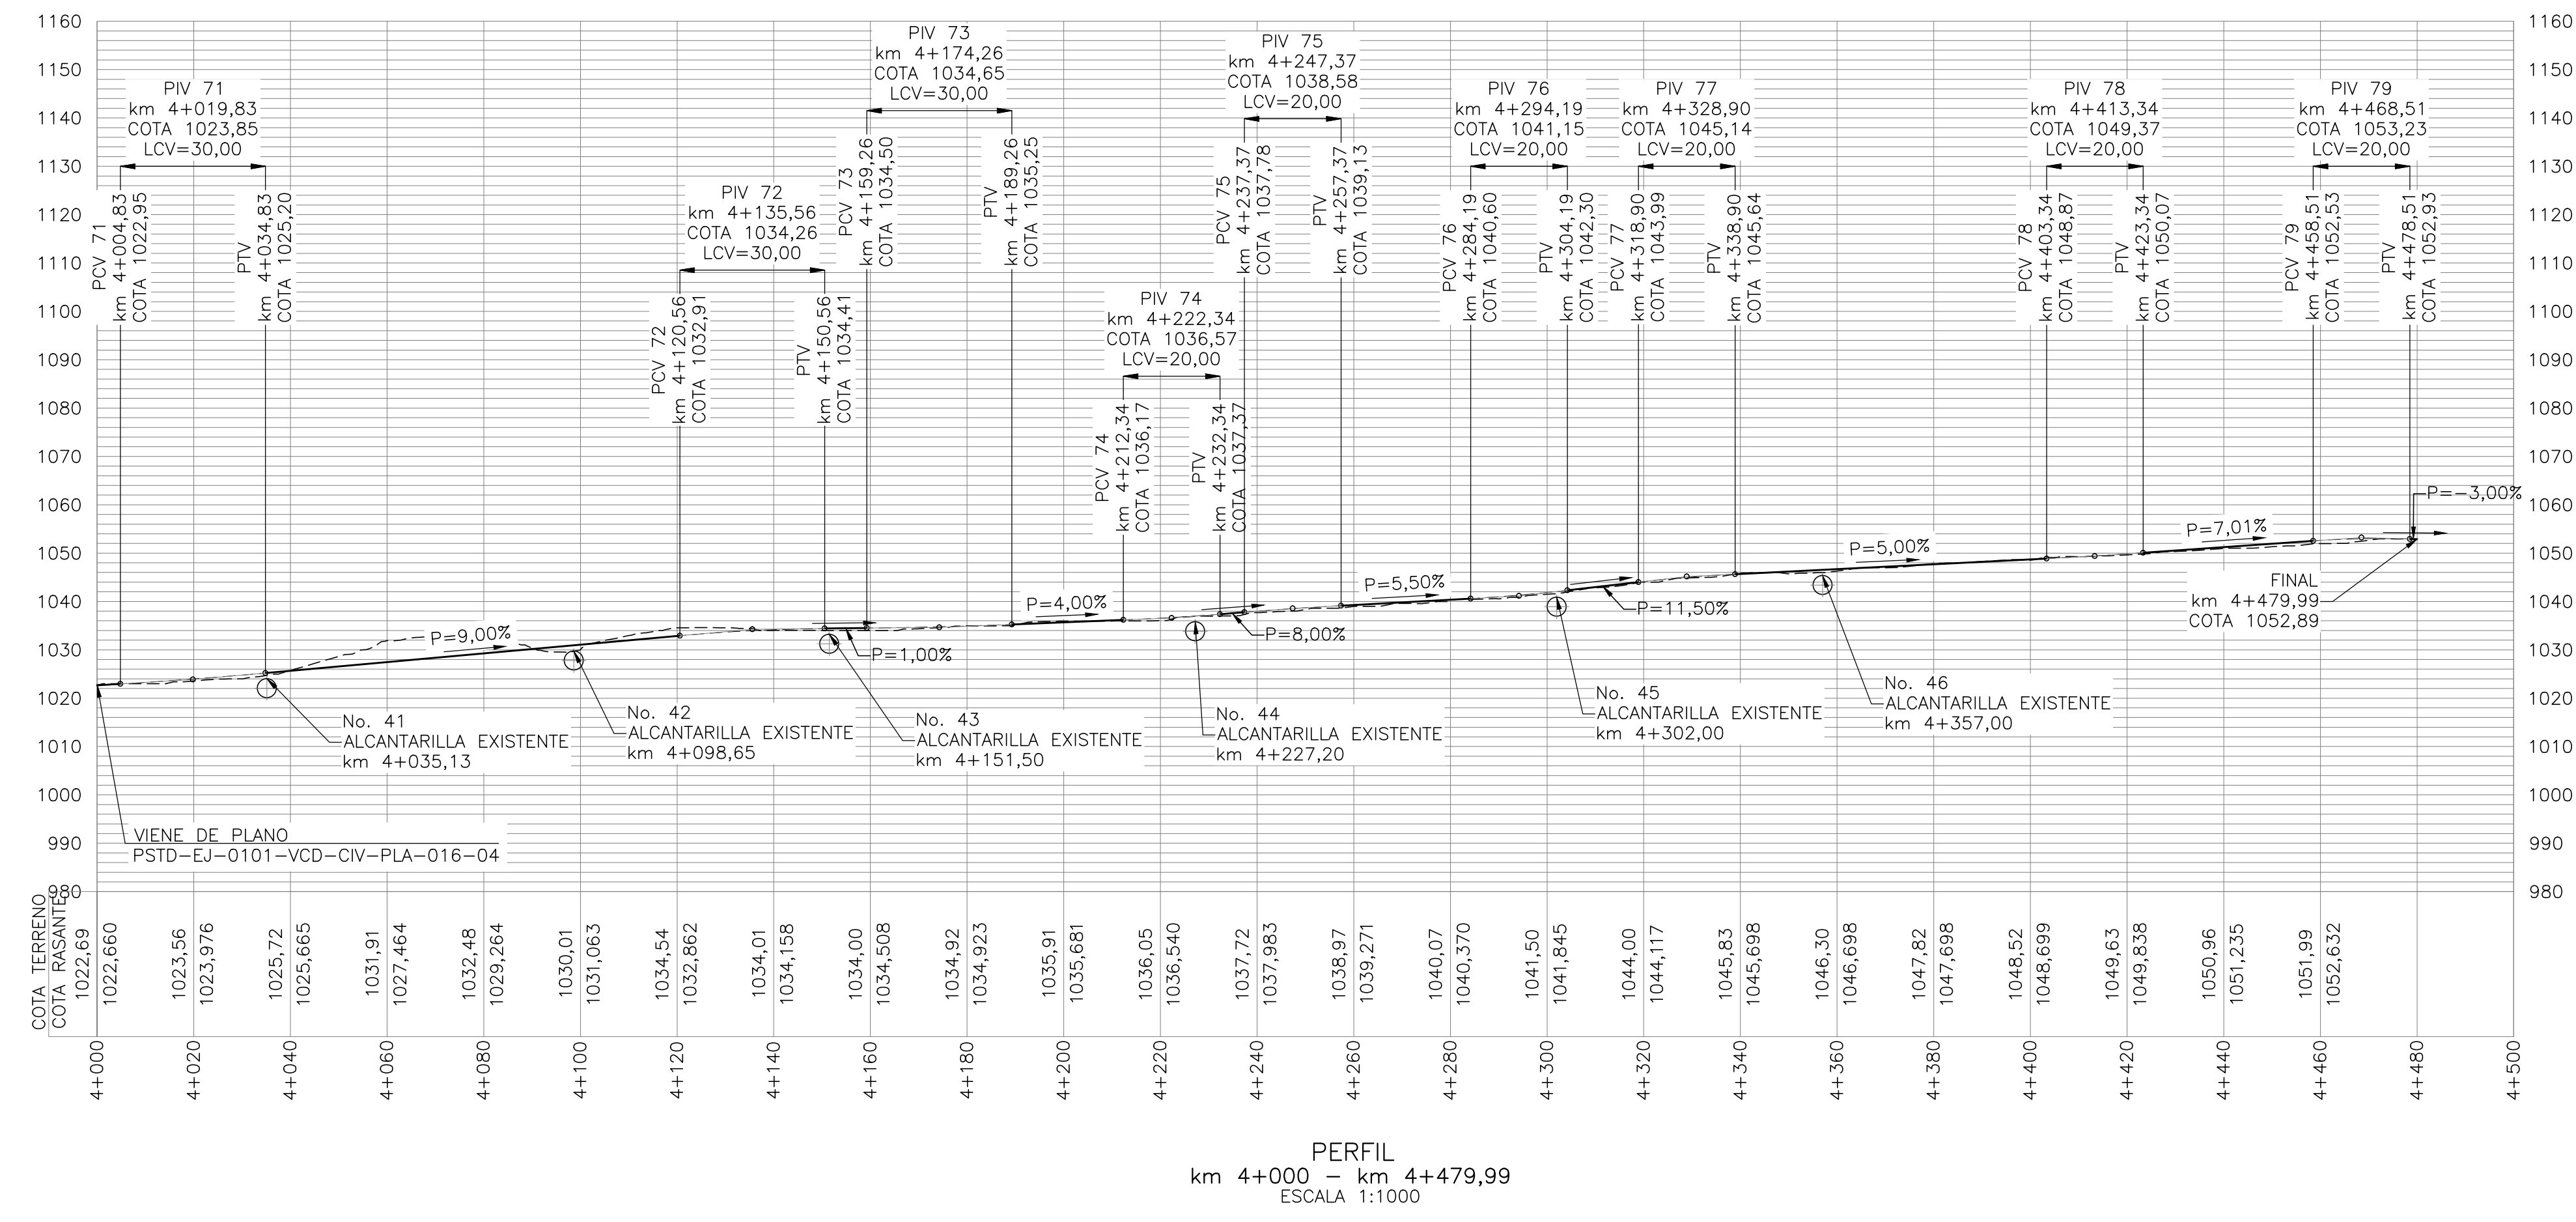 1160
1150
1140
1130
1120
1110
1100
1090
1080
1070
1060
1050
1040
1030
1020
1010
1000
990
980
PIV 71
km 4+019,83
COTA 1023,85
LCV=30,00
PCV 71
km 4+004,83
COTA 1022,95
PTV
km 4+034,83
COTA 1025,20
PIV 72
km 4+135,56
COTA 1034,26
LCV=30,00
PCV 72
km 4+120,56
COTA 1032,91
PTV
km 4+150,56
COTA 1034,41
PIV 73
km 4+174,26
COTA 1034,65
LCV=30,00
PCV 73
km 4+159,26
COTA 1034,50
PTV
km 4+189,26
COTA 1035,25
PIV 74
km 4+222,34
COTA 1036,57
LCV=20,00
PCV 74
km 4+212,34
COTA 1036,17
PTV
km 4+232,34
COTA 1037,37
PIV 75
km 4+247,37
COTA 1038,58
LCV=20,00
PCV 75
km 4+237,37
COTA 1037,78
PTV
km 4+257,37
COTA 1039,13
PIV 76
km 4+294,19
COTA 1041,15
LCV=20,00
PCV 76
km 4+284,19
COTA 1040,60
PTV
km 4+304,19
COTA 1042,30
PIV 77
km 4+328,90
COTA 1045,14
LCV=20,00
PCV 77
km 4+318,90
COTA 1043,99
PTV
km 4+338,90
COTA 1045,64
PIV 78
km 4+413,34
COTA 1049,37
LCV=20,00
PCV 78
km 4+403,34
COTA 1048,87
PTV
km 4+423,34
COTA 1050,07
PIV 79
km 4+468,51
COTA 1053,23
LCV=20,00
PCV 79
km 4+458,51
COTA 1052,53
PTV
km 4+478,51
COTA 1052,93
1160
1150
1140
1130
1120
1110
1100
1090
1080
1070
1060
1050
1040
1030
1020
1010
1000
990
980
P=9,00%
P=1,00%
P=4,00%
P=8,00%
P=5,50%
P=11,50%
P=5,00%
P=7,01%
P=-3,00%
FINAL
km 4+479,99
COTA 1052,89
No. 41
ALCANTARILLA EXISTENTE
km 4+035,13
No. 42
ALCANTARILLA EXISTENTE
km 4+098,65
No. 43
ALCANTARILLA EXISTENTE
km 4+151,50
No. 44
ALCANTARILLA EXISTENTE
km 4+227,20
No. 45
ALCANTARILLA EXISTENTE
km 4+302,00
No. 46
ALCANTARILLA EXISTENTE
km 4+357,00
VIENE DE PLANO
PSTD-EJ-0101-VCD-CIV-PLA-016-04
COTA TERRENO
COTA RASANTE
1022,69
1022,660
1023,56
1023,976
1025,72
1025,665
1031,91
1027,464
1032,48
1029,264
1030,01
1031,063
1034,54
1032,862
1034,01
1034,158
1034,00
1034,508
1034,92
1034,923
1035,91
1035,681
1036,05
1036,540
1037,72
1037,983
1038,97
1039,271
1040,07
1040,370
1041,50
1041,845
1044,00
1044,117
1045,83
1045,698
1046,30
1046,698
1047,82
1047,698
1048,52
1048,699
1049,63
1049,838
1050,96
1051,235
1051,99
1052,632
4+000
4+020
4+040
4+060
4+080
4+100
4+120
4+140
4+160
4+180
4+200
4+220
4+240
4+260
4+280
4+300
4+320
4+340
4+360
4+380
4+400
4+420
4+440
4+460
4+480
4+500
PERFIL
km 4+000 - km 4+479,99
ESCALA 1:1000